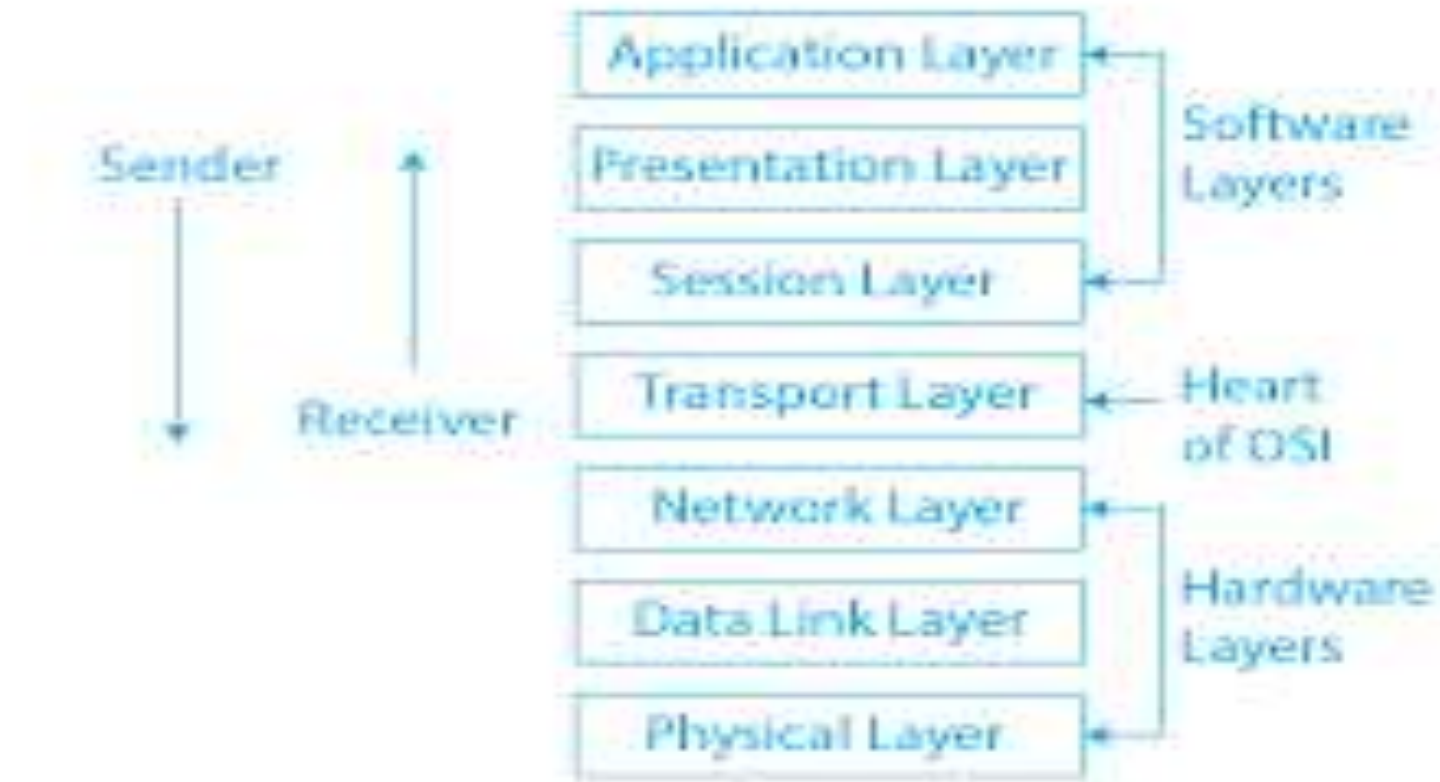 Application Layer
Software
Layers
Sender
Presentation Layer
Session Layer
Transport Layer
Heart
of OSI
Receiver
Network Layer
Hardware
Layers
Data Link Layer
Physical Layer